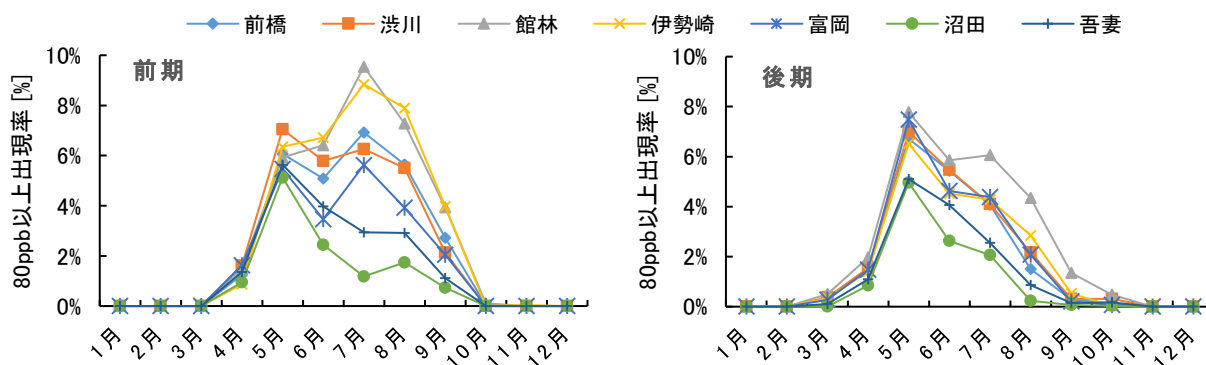 前橋 渋川 館林 伊勢崎 富岡 沼田 吾妻
前期
80ppb以上出現率 [%]
10%
8%
6%
4%
2%
0%
1月 2月 3月 4月 5月 6月 7月 8月 9月 10月 11月 12月
後期
80ppb以上出現率 [%]
10%
8%
6%
4%
2%
0%
1月 2月 3月 4月 5月 6月 7月 8月 9月 10月 11月 12月